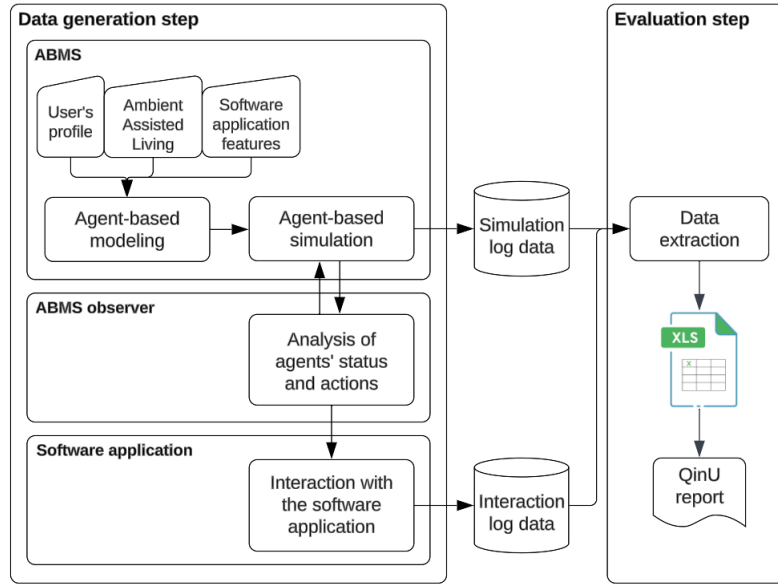 Data generation step
ABMS
User's
profile
Ambient
Assisted
Living
Software
application
features
Agent-based
modeling
Agent-based
simulation
Simulation
log data
ABMS observer
Analysis of
agents' status
and actions
Software application
Interaction with
the software
application
Interaction
log data
Evaluation step
Data
extraction
XLS
X
QinU
report